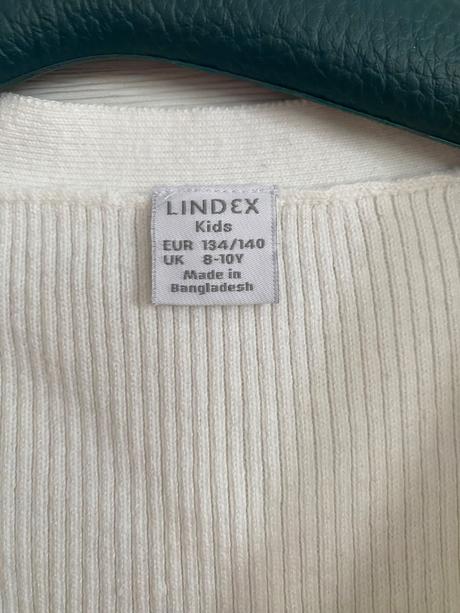 LINDEX
Kids
EUR 134/140
UK 8-10Y
Made in
Bangladesh